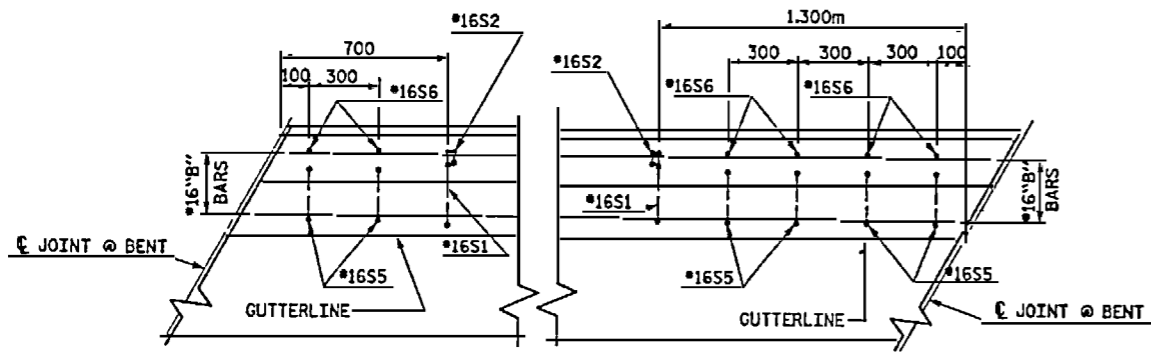 #16S2
700
100 300
#16S6
#16"B"
BARS
℄ JOINT @ BENT
#16S1
#16S5
GUTTERLINE
1.300m
300 300 300 100
#16S2
#16S6 #16S6
#16"B"
BARS
#16S1
#16S5 #16S5
GUTTERLINE
℄ JOINT @ BENT